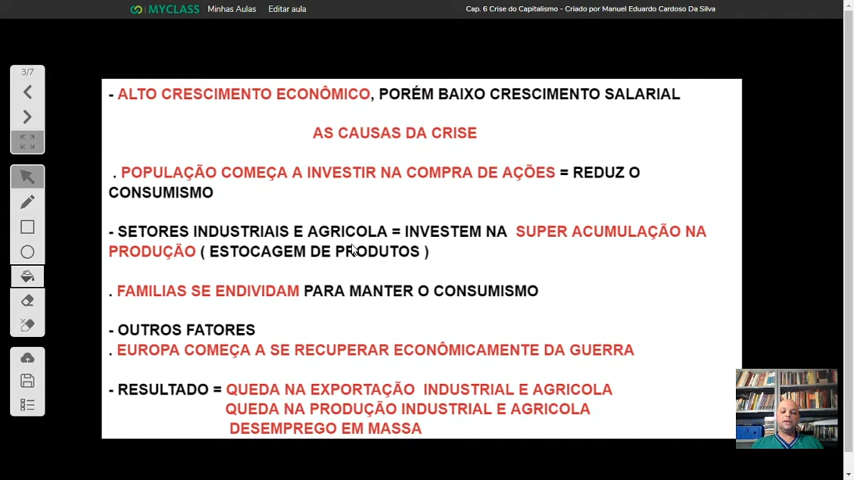 MYCLASS Minhas Aulas Editar aula Cap. 6 Crise do Capitalismo - Criado por Manuel Eduardo Cardoso Da Silva
3/7
- ALTO CRESCIMENTO ECONÔMICO, PORÉM BAIXO CRESCIMENTO SALARIAL
AS CAUSAS DA CRISE
. POPULAÇÃO COMEÇA A INVESTIR NA COMPRA DE AÇÕES = REDUZ O
CONSUMISMO
- SETORES INDUSTRIAIS E AGRICOLA = INVESTEM NA SUPER ACUMULAÇÃO NA
PRODUÇÃO ( ESTOCAGEM DE PRODUTOS )
. FAMILIAS SE ENDIVIDAM PARA MANTER O CONSUMISMO
- OUTROS FATORES
. EUROPA COMEÇA A SE RECUPERAR ECONÔMICAMENTE DA GUERRA
- RESULTADO = QUEDA NA EXPORTAÇÃO INDUSTRIAL E AGRICOLA
QUEDA NA PRODUÇÃO INDUSTRIAL E AGRICOLA
DESEMPREGO EM MASSA